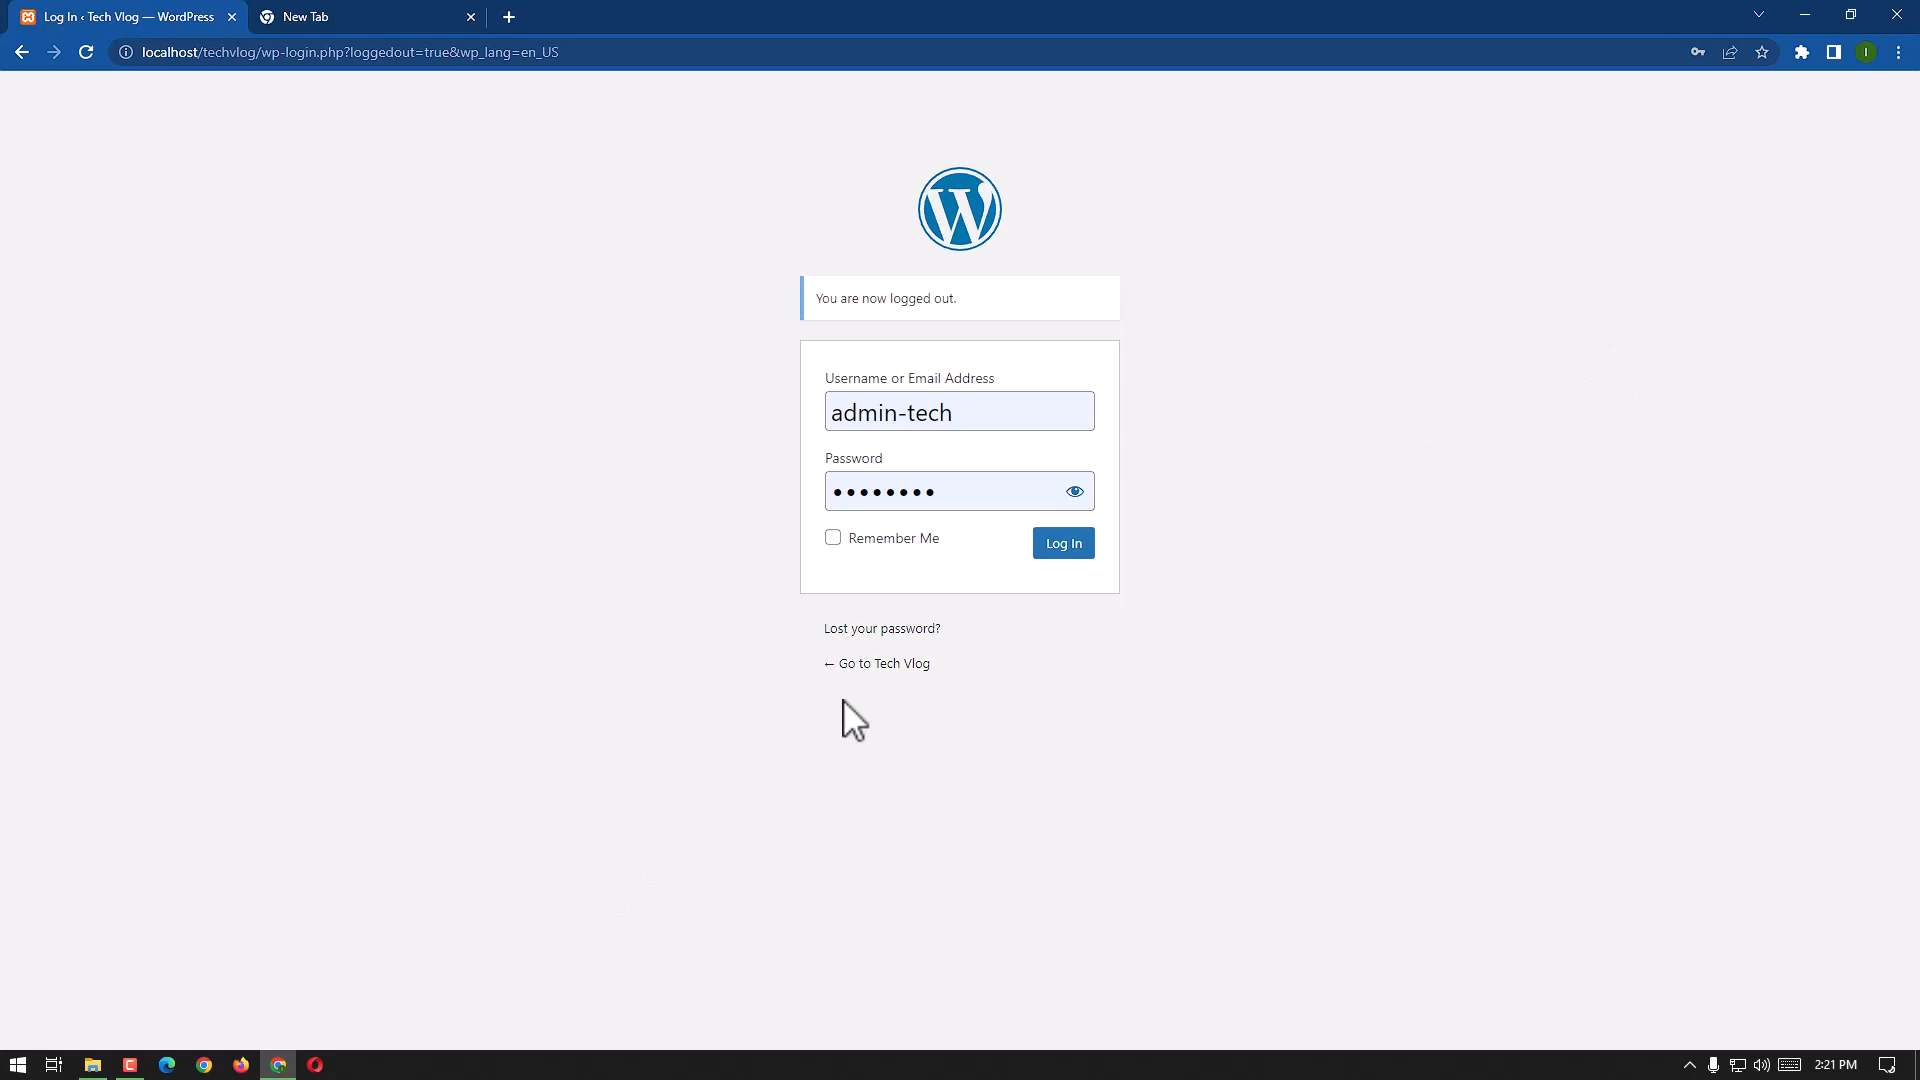 Log In ‹ Tech Vlog — WordPress
New Tab
localhost/techvlog/wp-login.php?loggedout=true&wp_lang=en_US
I
You are now logged out.
Username or Email Address
admin-tech
Password
Remember Me
Log In
Lost your password?
← Go to Tech Vlog
2:21 PM